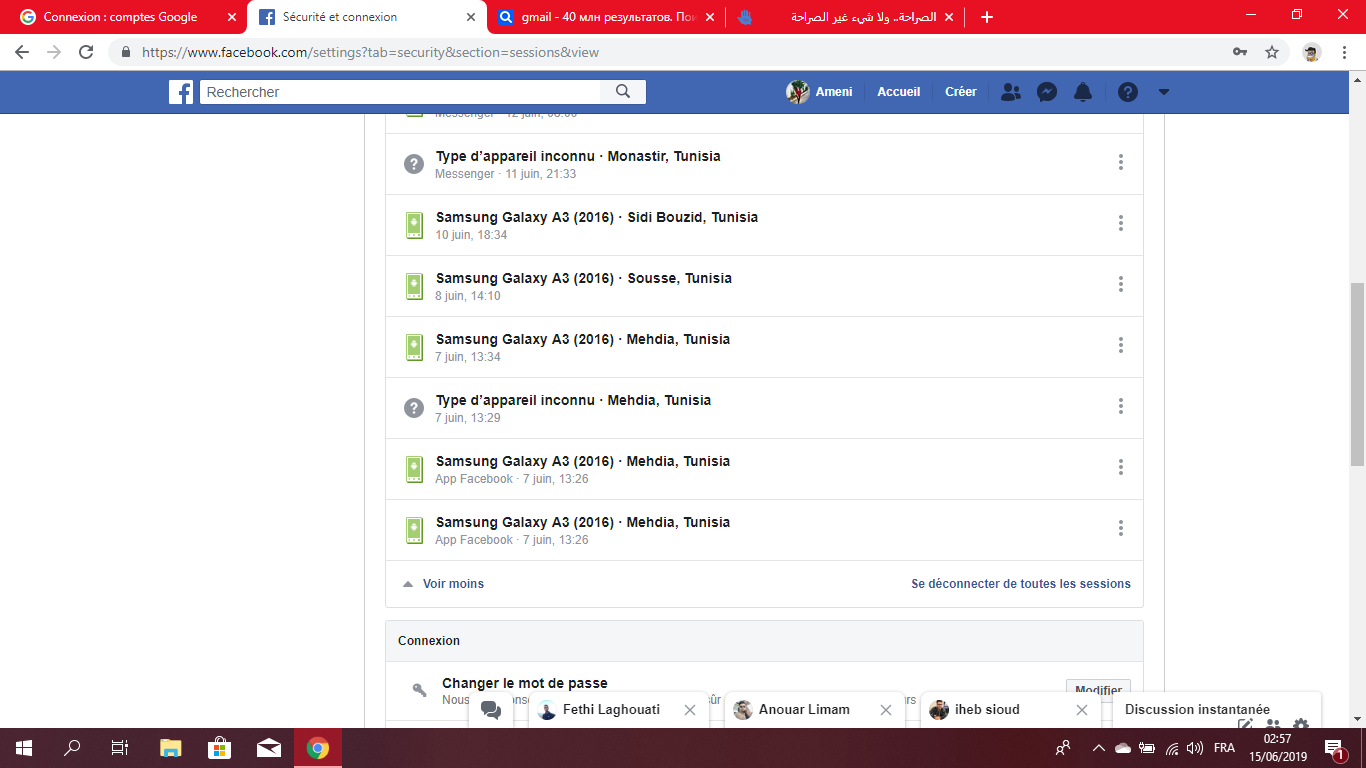 Connexion : comptes Google
Sécurité et connexion
gmail - 40 млн результатов. Пои
الصراحة.. ولا شيء غير الصراحة
https://www.facebook.com/settings?tab=security&section=sessions&view
Rechercher
Ameni
Accueil
Créer
Messenger · 12 juin, 08:00
Type d'appareil inconnu · Monastir, Tunisia
Messenger · 11 juin, 21:33
Samsung Galaxy A3 (2016) · Sidi Bouzid, Tunisia
10 juin, 18:34
Samsung Galaxy A3 (2016) · Sousse, Tunisia
8 juin, 14:10
Samsung Galaxy A3 (2016) · Mehdia, Tunisia
7 juin, 13:34
Type d'appareil inconnu · Mehdia, Tunisia
7 juin, 13:29
Samsung Galaxy A3 (2016) · Mehdia, Tunisia
App Facebook · 7 juin, 13:26
Samsung Galaxy A3 (2016) · Mehdia, Tunisia
App Facebook · 7 juin, 13:26
Voir moins
Se déconnecter de toutes les sessions
Connexion
Changer le mot de passe
Modifier
Nous
Fethi Laghouati
Anouar Limam
iheb sioud
Discussion instantanée
FRA
02:57
15/06/2019
1